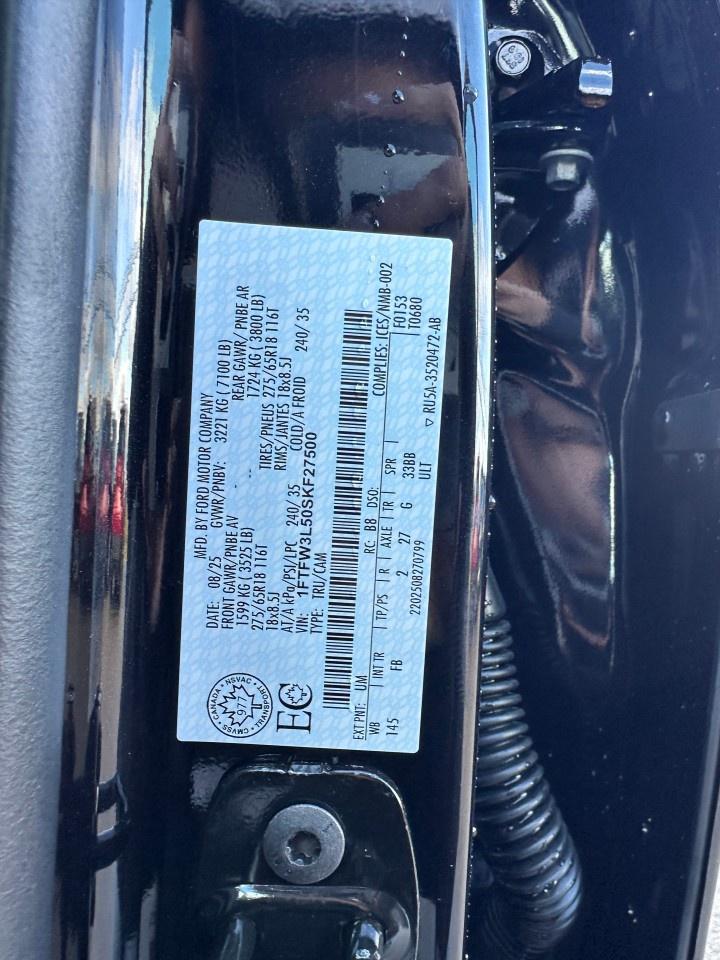 MFD. BY FORD MOTOR COMPANY
DATE: 08/25 GVWR/PNBV: 3221 KG (7100 LB)
FRONT GAWR/PNBE AV REAR GAWR/ PNBE AR
1599 KG (3525 LB) 1724 KG (3800 LB)
275/65R18 116T TIRES/PNEUS 275/65R18 116T
18x8.5J RIMS/JANTES 18x8.5J
AT/A kPa/PSI/LPC 240/35 COLD/A FROID 240/35
VIN: 1FTFW3L50SKF27500
TYPE: TRU/CAM
CMVSS • CANADA • NSVAC • TRANSPORT
977 T
EC
COMPLIES: ICES/NMB-002
EXT PNT: UM RC: B8 DSO: F0153
WB INT TR TP/PS R AXLE TR SPR T0680
145 FB 2 27 G 33BB
2202508270799 ULT
▽ RU5A-3520472-AB